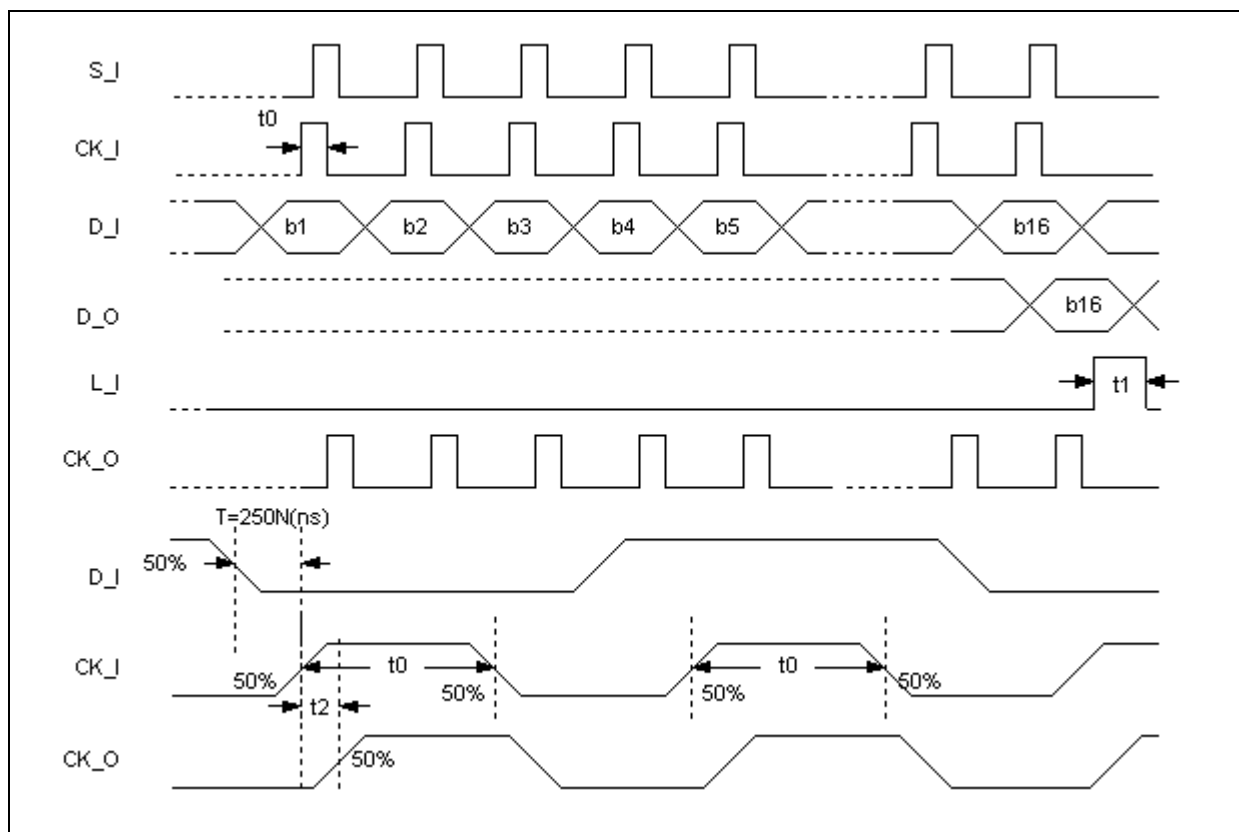 S_I
t0
CK_I
D_I b1 b2 b3 b4 b5 b16
D_O b16
L_I t1
CK_O
T=250N(ns)
50%
D_I
CK_I 50% t0 50% t0 50% 50%
t2
CK_O 50%